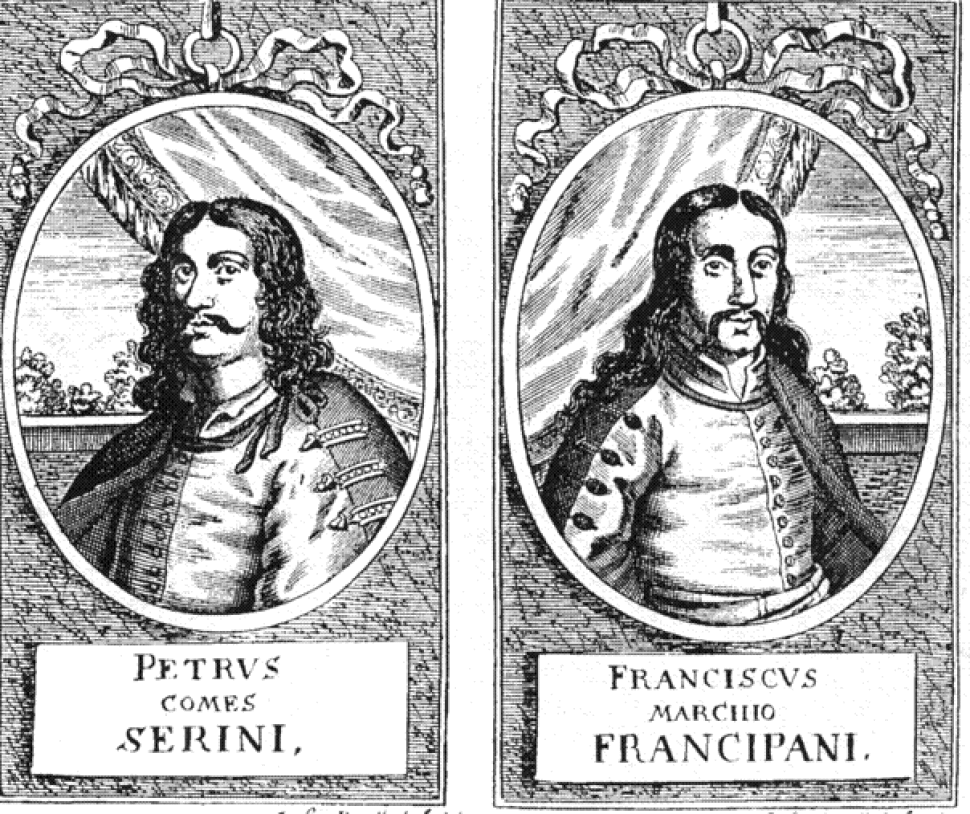 PETRVS
COMES
SERINI,
FRANCISCVS
MARCHIO
FRANCIPANI.